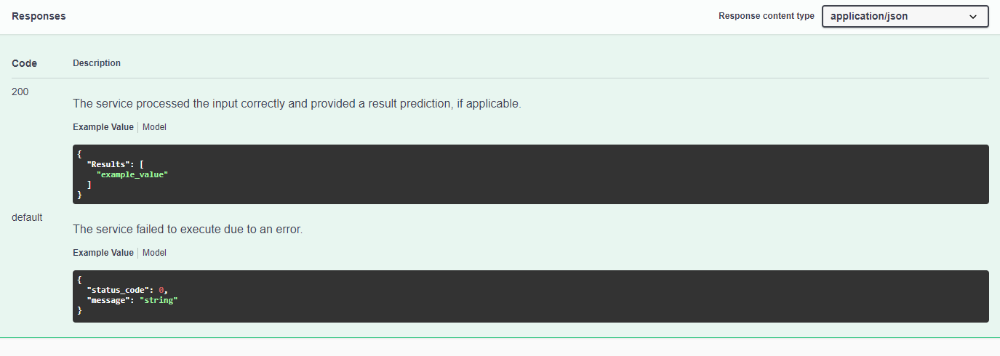 Responses
Response content type application/json
Code Description
200
The service processed the input correctly and provided a result prediction, if applicable.
Example Value Model
{
"Results": [
"example_value"
]
}
default
The service failed to execute due to an error.
Example Value Model
{
"status_code": 0,
"message": "string"
}